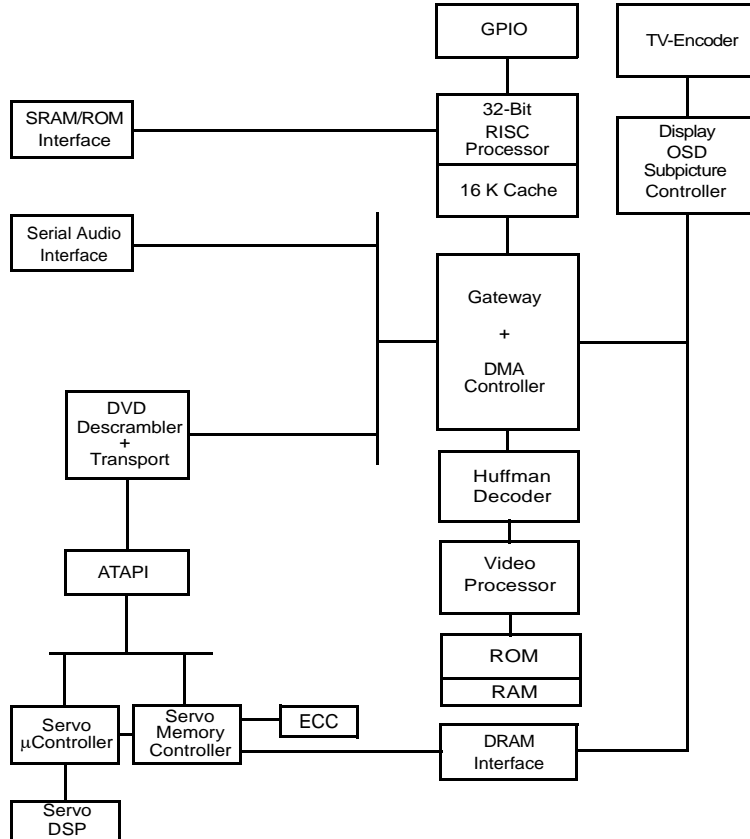 GPIO
TV-Encoder
SRAM/ROM
Interface
32-Bit
RISC
Processor
16 K Cache
Display
OSD
Subpicture
Controller
Serial Audio
Interface
Gateway
+
DMA
Controller
DVD
Descrambler
+
Transport
Huffman
Decoder
ATAPI
Video
Processor
ROM
RAM
Servo
μController
Servo
Memory
Controller
ECC
DRAM
Interface
Servo
DSP